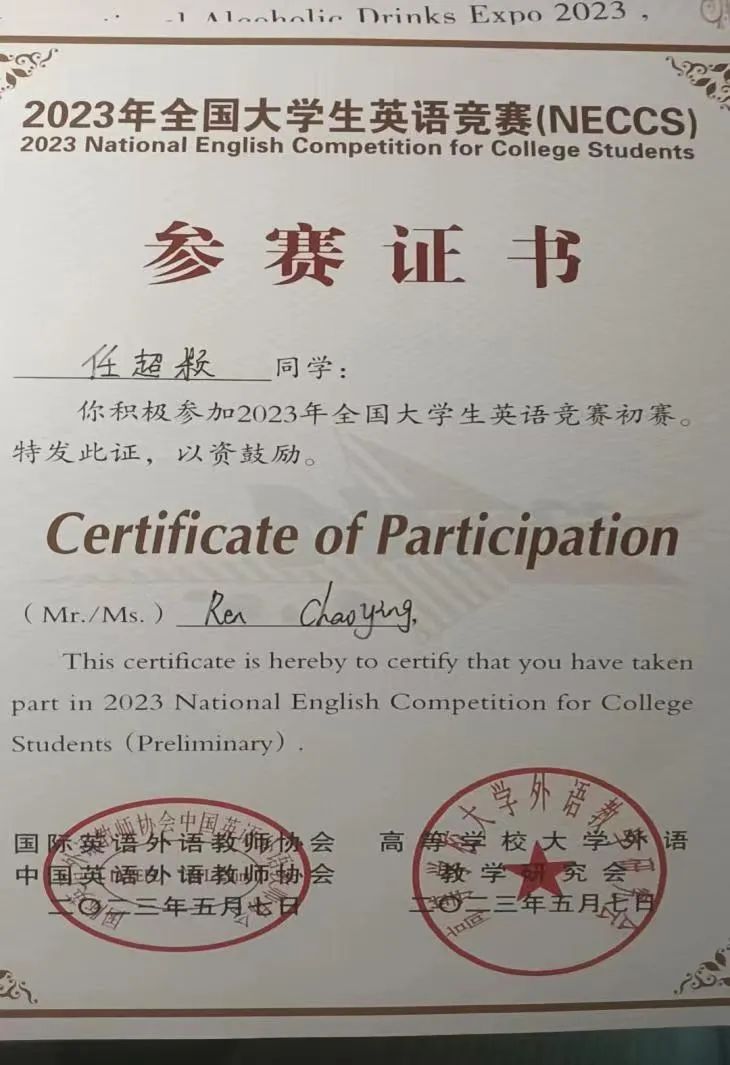 Alcoholic Drinks Expo 2023 ,
2023年全国大学生英语竞赛(NECCS)
2023 National English Competition for College Students
参赛证书
任超颖 同学：
你积极参加2023年全国大学生英语竞赛初赛。
特发此证，以资鼓励。
Certificate of Participation
（Mr./Ms.）Ren Chaoying,
This certificate is hereby to certify that you have taken
part in 2023 National English Competition for College
Students（Preliminary）.
国际英语外语教师协会
中国英语外语教师协会
二〇二三年五月七日
高等学校大学外语
教学研究会
二〇二三年五月七日